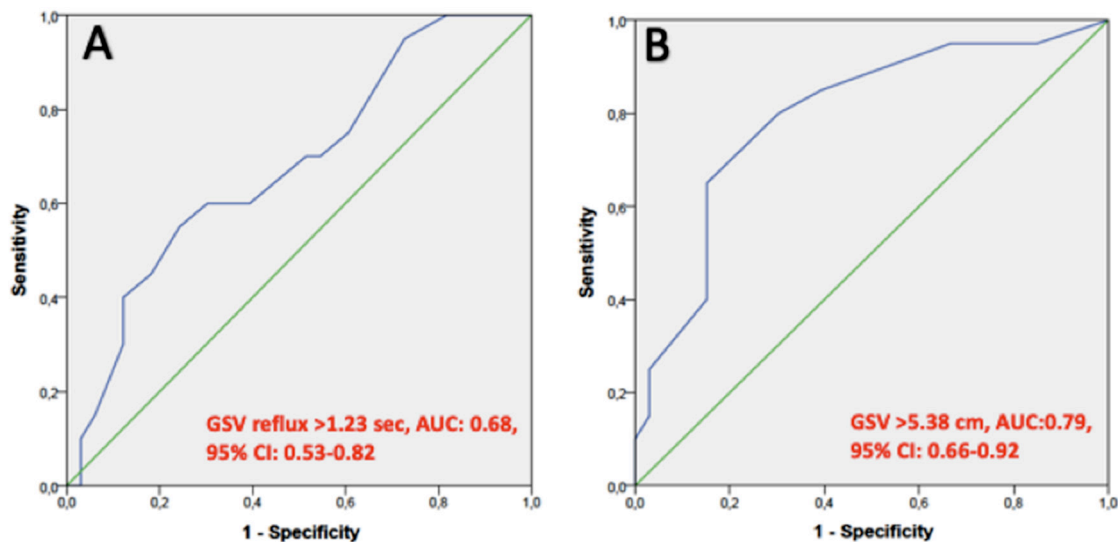 A
1,0
0,8
0,6
0,4
0,2
0,0
Sensitivity
GSV reflux >1.23 sec, AUC: 0.68,
95% CI: 0.53-0.82
0,0 0,2 0,4 0,6 0,8 1,0
1 - Specificity
B
1,0
0,8
0,6
0,4
0,2
0,0
Sensitivity
GSV >5.38 cm, AUC:0.79,
95% CI: 0.66-0.92
0,0 0,2 0,4 0,6 0,8 1,0
1 - Specificity